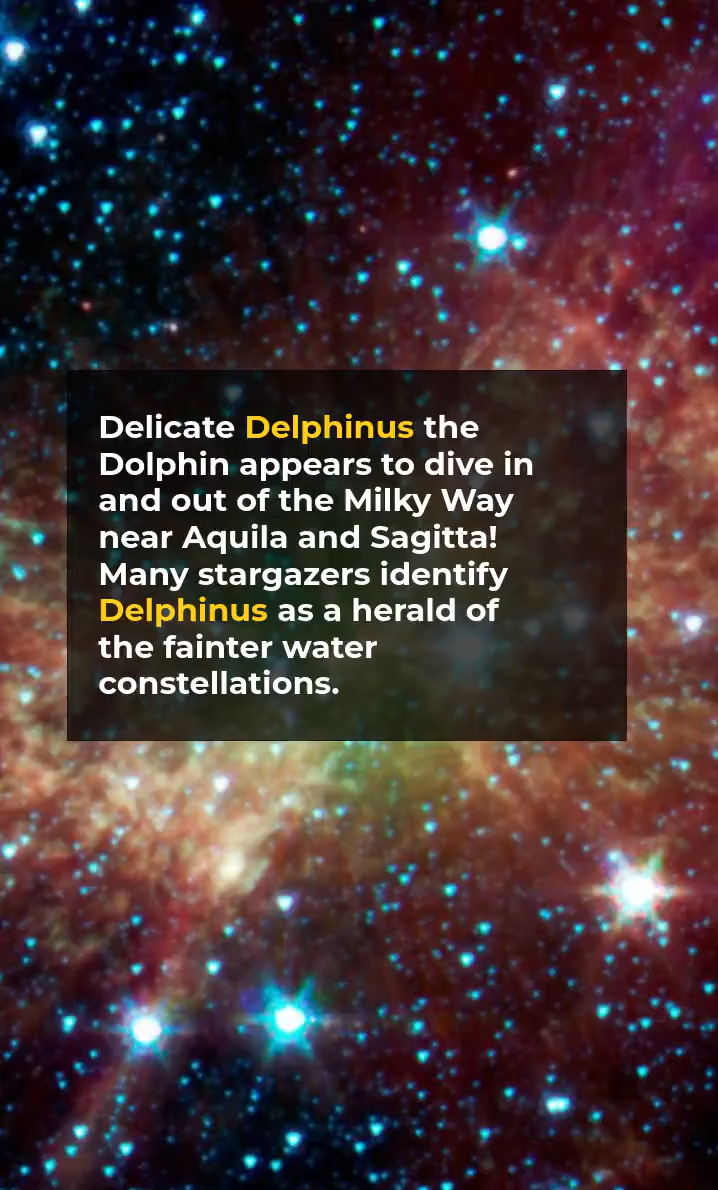 Delicate Delphinus the
Dolphin appears to dive in
and out of the Milky Way
near Aquila and Sagitta!
Many stargazers identify
Delphinus as a herald of
the fainter water
constellations.